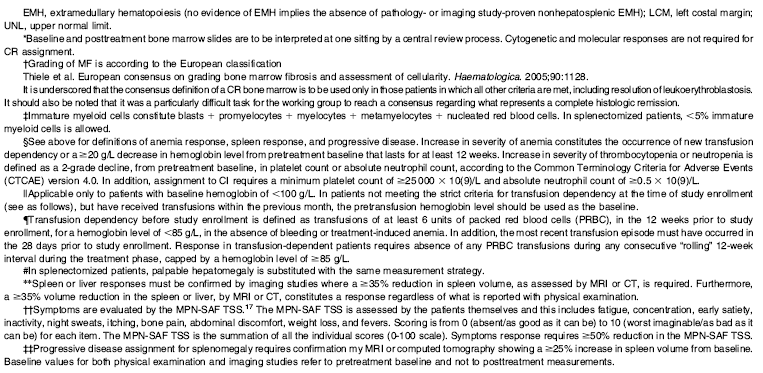 EMH, extramedullary hematopoiesis (no evidence of EMH implies the absence of pathology- or imaging study-proven nonhepatosplenic EMH); LCM, left costal margin;
UNL, upper normal limit.
*Baseline and posttreatment bone marrow slides are to be interpreted at one sitting by a central review process. Cytogenetic and molecular responses are not required for
CR assignment.
†Grading of MF is according to the European classification
Thiele et al. European consensus on grading bone marrow fibrosis and assessment of cellularity. Haematologica. 2005;90:1128.
It is underscored that the consensus definition of a CR bone marrow is to be used only in those patients in which all other criteria are met, including resolution of leukoerythroblastosis.
It should also be noted that it was a particularly difficult task for the working group to reach a consensus regarding what represents a complete histologic remission.
‡Immature myeloid cells constitute blasts + promyelocytes + myelocytes + metamyelocytes + nucleated red blood cells. In splenectomized patients, <5% immature
myeloid cells is allowed.
§See above for definitions of anemia response, spleen response, and progressive disease. Increase in severity of anemia constitutes the occurrence of new transfusion
dependency or a ≥20 g/L decrease in hemoglobin level from pretreatment baseline that lasts for at least 12 weeks. Increase in severity of thrombocytopenia or neutropenia is
defined as a 2-grade decline, from pretreatment baseline, in platelet count or absolute neutrophil count, according to the Common Terminology Criteria for Adverse Events
(CTCAE) version 4.0. In addition, assignment to CI requires a minimum platelet count of ≥25 000 × 10(9)/L and absolute neutrophil count of ≥0.5 × 10(9)/L.
‖Applicable only to patients with baseline hemoglobin of <100 g/L. In patients not meeting the strict criteria for transfusion dependency at the time of study enrollment
(see as follows), but have received transfusions within the previous month, the pretransfusion hemoglobin level should be used as the baseline.
¶Transfusion dependency before study enrollment is defined as transfusions of at least 6 units of packed red blood cells (PRBC), in the 12 weeks prior to study
enrollment, for a hemoglobin level of <85 g/L, in the absence of bleeding or treatment-induced anemia. In addition, the most recent transfusion episode must have occurred in
the 28 days prior to study enrollment. Response in transfusion-dependent patients requires absence of any PRBC transfusions during any consecutive “rolling” 12-week
interval during the treatment phase, capped by a hemoglobin level of ≥85 g/L.
#In splenectomized patients, palpable hepatomegaly is substituted with the same measurement strategy.
**Spleen or liver responses must be confirmed by imaging studies where a ≥35% reduction in spleen volume, as assessed by MRI or CT, is required. Furthermore,
a ≥35% volume reduction in the spleen or liver, by MRI or CT, constitutes a response regardless of what is reported with physical examination.
††Symptoms are evaluated by the MPN-SAF TSS.17 The MPN-SAF TSS is assessed by the patients themselves and this includes fatigue, concentration, early satiety,
inactivity, night sweats, itching, bone pain, abdominal discomfort, weight loss, and fevers. Scoring is from 0 (absent/as good as it can be) to 10 (worst imaginable/as bad as it
can be) for each item. The MPN-SAF TSS is the summation of all the individual scores (0-100 scale). Symptoms response requires ≥50% reduction in the MPN-SAF TSS.
‡‡Progressive disease assignment for splenomegaly requires confirmation my MRI or computed tomography showing a ≥25% increase in spleen volume from baseline.
Baseline values for both physical examination and imaging studies refer to pretreatment baseline and not to posttreatment measurements.